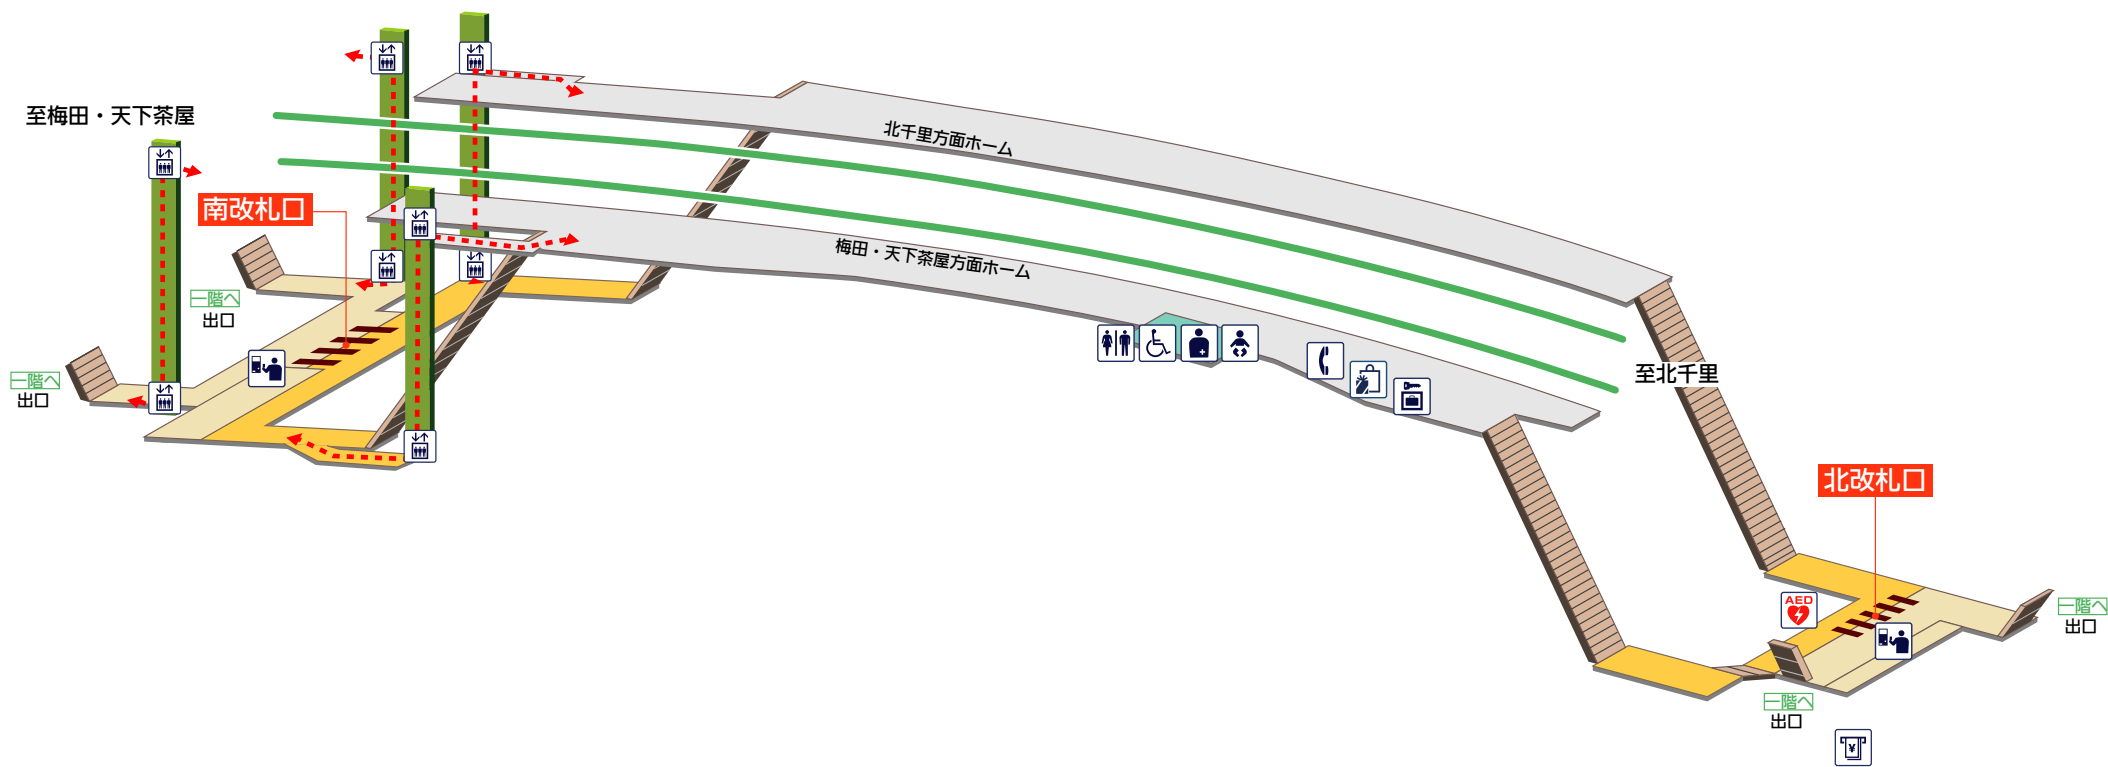 至梅田・天下茶屋
南改札口
一階へ
出口
一階へ
出口
北千里方面ホーム
梅田・天下茶屋方面ホーム
至北千里
北改札口
AED
一階へ
出口
一階へ
出口
¥